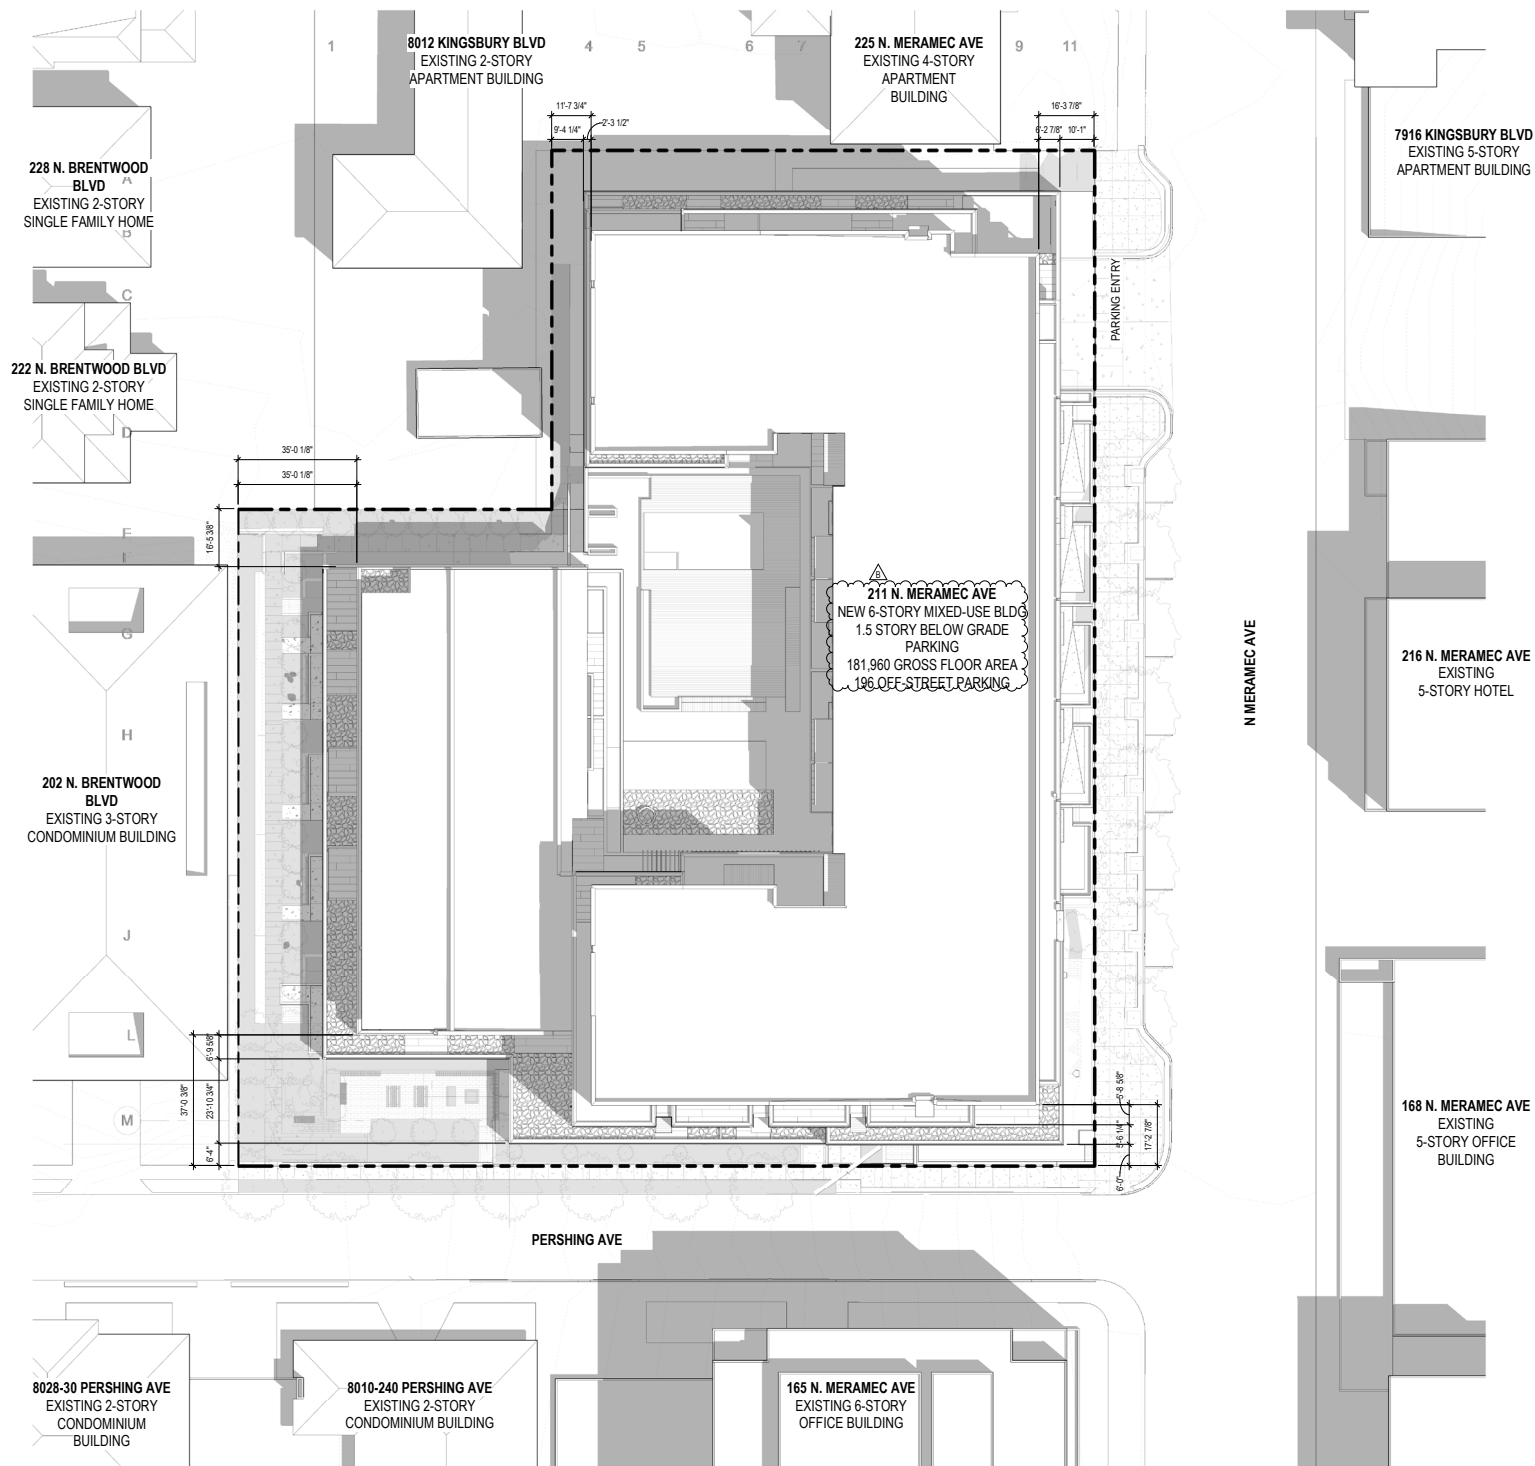 1
4
5
6
7
9
11
8012 KINGSBURY BLVD
EXISTING 2-STORY
APARTMENT BUILDING
225 N. MERAMEC AVE
EXISTING 4-STORY
APARTMENT
BUILDING
11'-7 3/4"
9'-4 1/4"
2'-3 1/2"
16'-3 7/8"
6'-2 7/8"
10'-1"
7916 KINGSBURY BLVD
EXISTING 5-STORY
APARTMENT BUILDING
228 N. BRENTWOOD
BLVD
EXISTING 2-STORY
SINGLE FAMILY HOME
A
B
C
PARKING ENTRY
222 N. BRENTWOOD BLVD
EXISTING 2-STORY
SINGLE FAMILY HOME
D
35'-0 1/8"
35'-0 1/8"
16'-5 3/8"
F
G
H
J
L
M
B
211 N. MERAMEC AVE
NEW 6-STORY MIXED-USE BLDG
1.5 STORY BELOW GRADE
PARKING
181,960 GROSS FLOOR AREA
196 OFF-STREET PARKING
N MERAMEC AVE
216 N. MERAMEC AVE
EXISTING
5-STORY HOTEL
202 N. BRENTWOOD
BLVD
EXISTING 3-STORY
CONDOMINIUM BUILDING
37'-0 3/8"
6'-9 5/8"
23'-10 3/4"
6'-4"
6'-8 5/8"
5'-6 1/4"
17'-2 7/8"
6'-0"
168 N. MERAMEC AVE
EXISTING
5-STORY OFFICE
BUILDING
PERSHING AVE
8028-30 PERSHING AVE
EXISTING 2-STORY
CONDOMINIUM
BUILDING
8010-240 PERSHING AVE
EXISTING 2-STORY
CONDOMINIUM BUILDING
165 N. MERAMEC AVE
EXISTING 6-STORY
OFFICE BUILDING